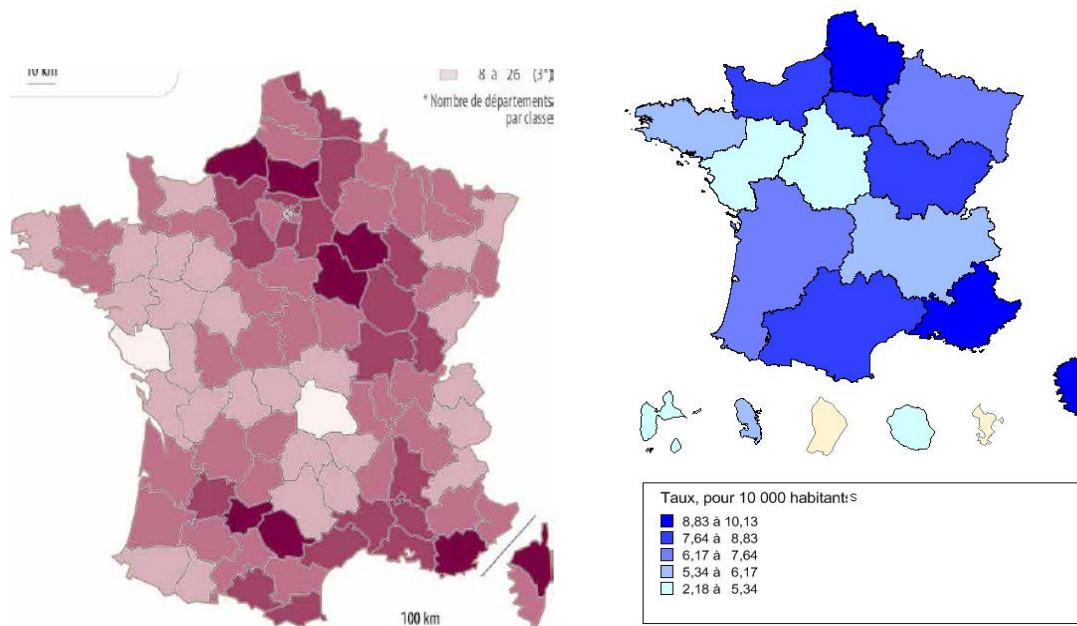 10 km
8 à 26 (3*)
* Nombre de départements
par classe
100 km
Taux, pour 10 000 habitants
8,83 à 10,13
7,64 à 8,83
6,17 à 7,64
5,34 à 6,17
2,18 à 5,34